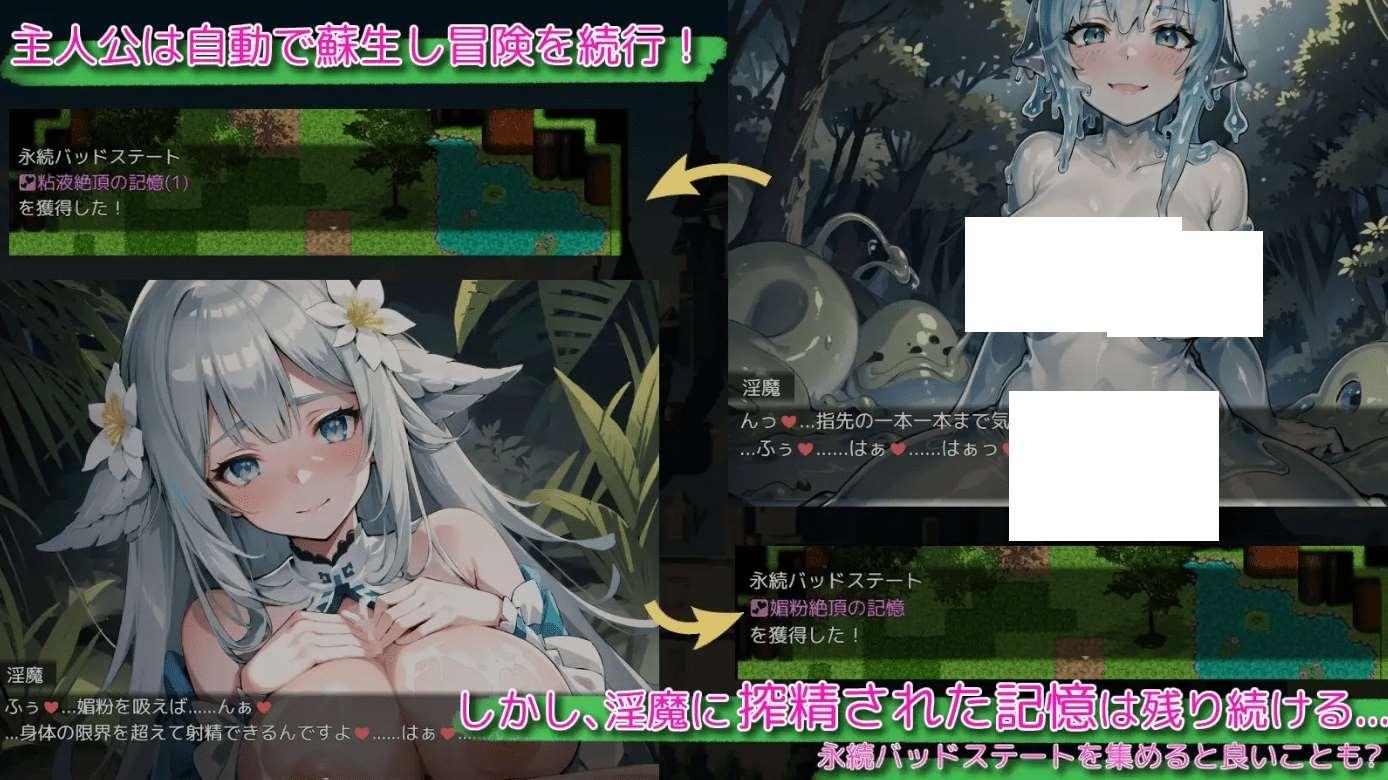 主人公は自動で蘇生し冒険を続行！
永続バッドステート
粘液絶頂の記憶(1)
を獲得した！
淫魔
んっ♥…指先の一本一本まで気
…ふぅ♥……はぁ♥……はぁっ♥
淫魔
ふぅ♥…媚粉を吸えば……んぁ♥
…身体の限界を超えて射精できるんですよ♥……はぁ♥……
永続バッドステート
媚粉絶頂の記憶
を獲得した！
しかし、淫魔に搾精された記憶は残り続ける…
永続バッドステートを集めると良いことも?